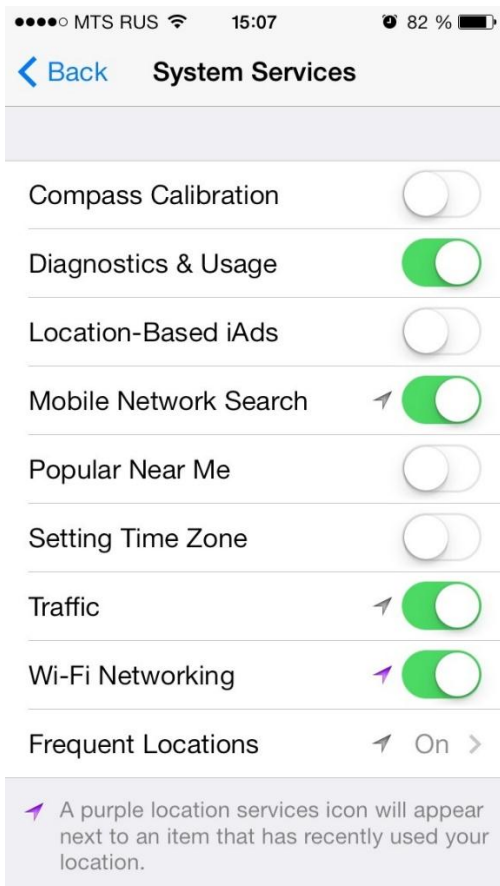 MTS RUS 15:07 82 %
Back System Services
Compass Calibration
Diagnostics & Usage
Location-Based iAds
Mobile Network Search
Popular Near Me
Setting Time Zone
Traffic
Wi-Fi Networking
Frequent Locations On
A purple location services icon will appear
next to an item that has recently used your
location.